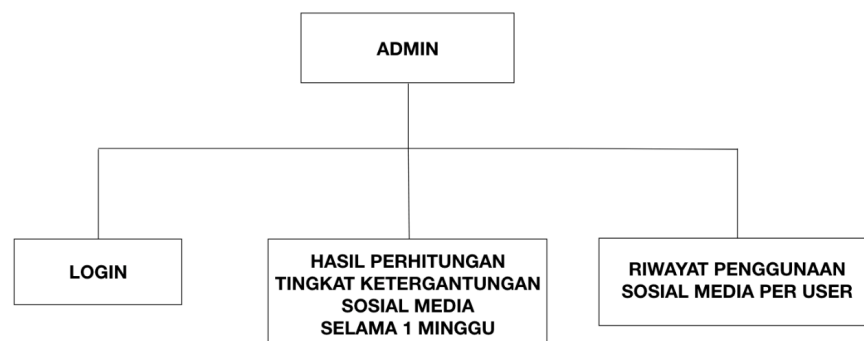 ADMIN
LOGIN
HASIL PERHITUNGAN
TINGKAT KETERGANTUNGAN
SOSIAL MEDIA
SELAMA 1 MINGGU
RIWAYAT PENGGUNAAN
SOSIAL MEDIA PER USER